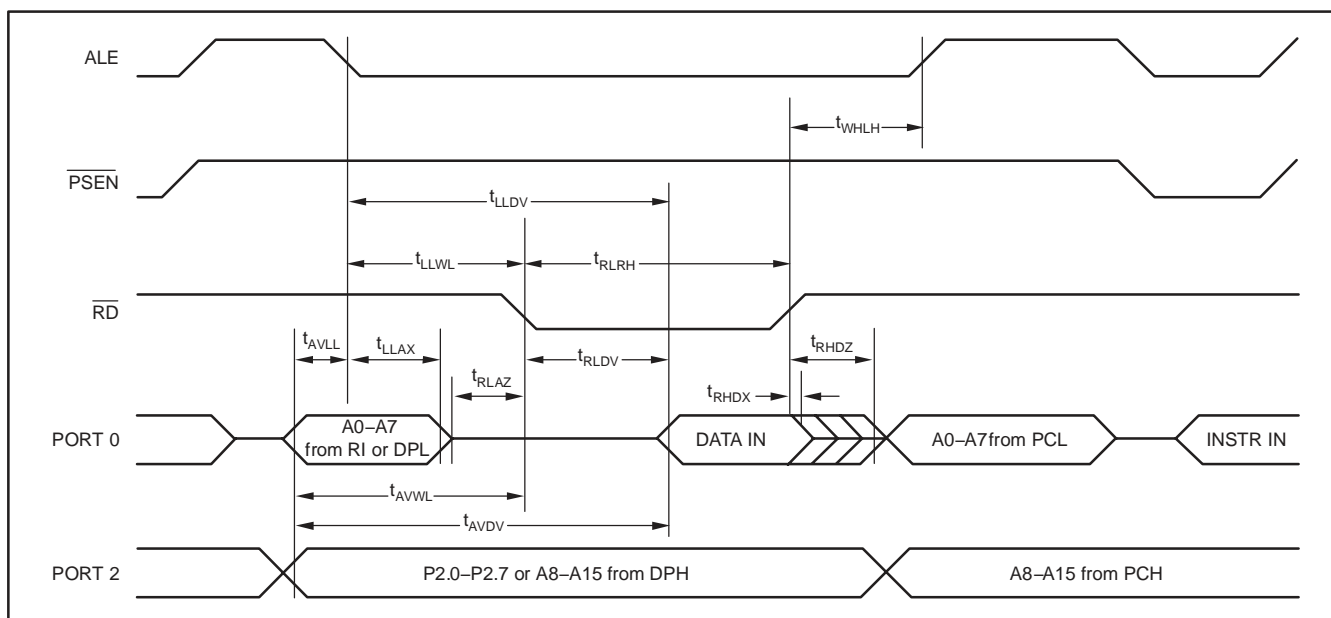 ALE
tWHLH
PSEN
tLLDV
tLLWL
tRLRH
RD
tAVLL
tLLAX
tRLAZ
tRLDV
tRHDZ
tRHDX
PORT 0
A0–A7
from RI or DPL
DATA IN
A0–A7from PCL
INSTR IN
tAVWL
tAVDV
PORT 2
P2.0–P2.7 or A8–A15 from DPH
A8–A15 from PCH